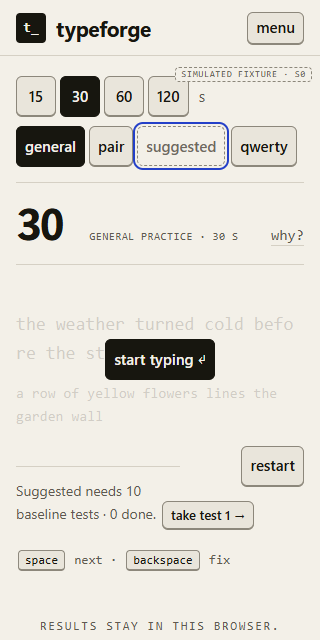 t_ typeforge menu
SIMULATED FIXTURE · S0
15 30 60 120 s
general pair suggested qwerty
30 GENERAL PRACTICE · 30 S why?
the weather turned cold befo
re the st
start typing ↲
a row of yellow flowers lines the
garden wall
restart
Suggested needs 10
baseline tests · 0 done. take test 1 →
space next · backspace fix
RESULTS STAY IN THIS BROWSER.